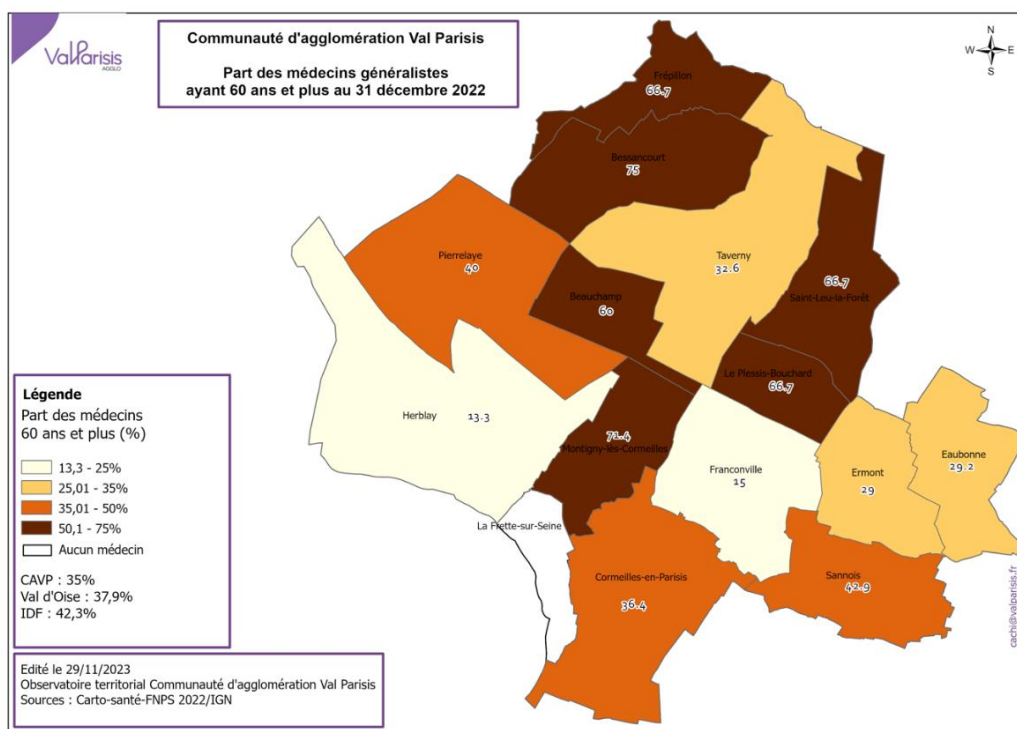 ValParisis
AGGLO
Communauté d'agglomération Val Parisis
Part des médecins généralistes
ayant 60 ans et plus au 31 décembre 2022
N
W E
S
Frépillon
66.7
Bessancourt
75
Pierrelaye
40
Taverny
32.6
Beauchamp
60
66.7
Saint-Leu-la-Forêt
Le Plessis-Bouchard
66.7
Herblay
13.3
71.4
Montigny-lès-Cormeilles
Franconville
15
Ermont
29
Eaubonne
29.2
La Frette-sur-Seine
Cormeilles-en-Parisis
36.4
Sannois
42.9
Légende
Part des médecins
60 ans et plus (%)
13,3 - 25%
25,01 - 35%
35,01 - 50%
50,1 - 75%
Aucun médecin
CAVP : 35%
Val d'Oise : 37,9%
IDF : 42,3%
Edité le 29/11/2023
Observatoire territorial Communauté d'agglomération Val Parisis
Sources : Carto-santé-FNPS 2022/IGN
cachi@valparisis.fr